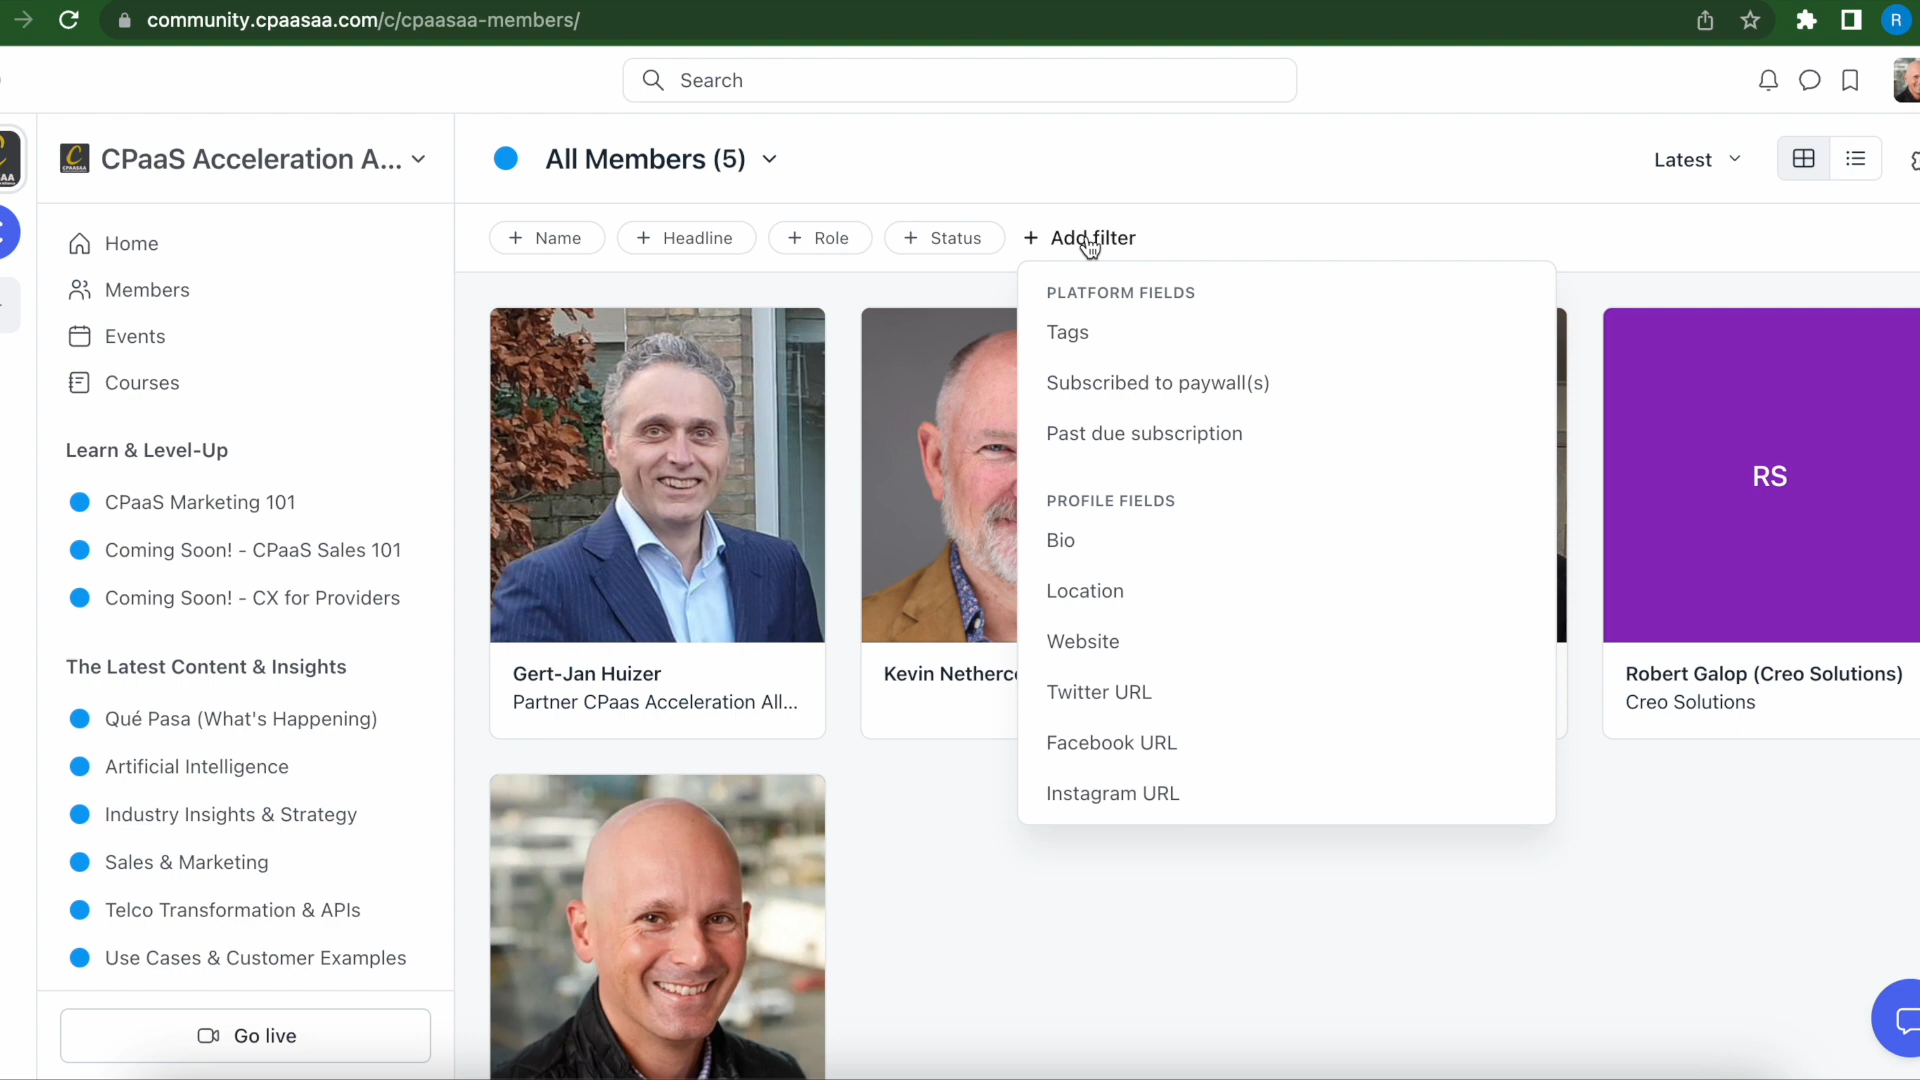 community.cpaasaa.com/c/cpaasaa-members/
R
Search
CPaaS Acceleration A...
All Members (5)
Latest
Home
Members
Events
Courses
Learn & Level-Up
CPaaS Marketing 101
Coming Soon! - CPaaS Sales 101
Coming Soon! - CX for Providers
The Latest Content & Insights
Qué Pasa (What's Happening)
Artificial Intelligence
Industry Insights & Strategy
Sales & Marketing
Telco Transformation & APIs
Use Cases & Customer Examples
Go live
+ Name
+ Headline
+ Role
+ Status
+ Add filter
PLATFORM FIELDS
Tags
Subscribed to paywall(s)
Past due subscription
PROFILE FIELDS
Bio
Location
Website
Twitter URL
Facebook URL
Instagram URL
Gert-Jan Huizer
Partner CPaas Acceleration All...
Kevin
RS
Robert Galop (Creo Solutions)
Creo Solutions